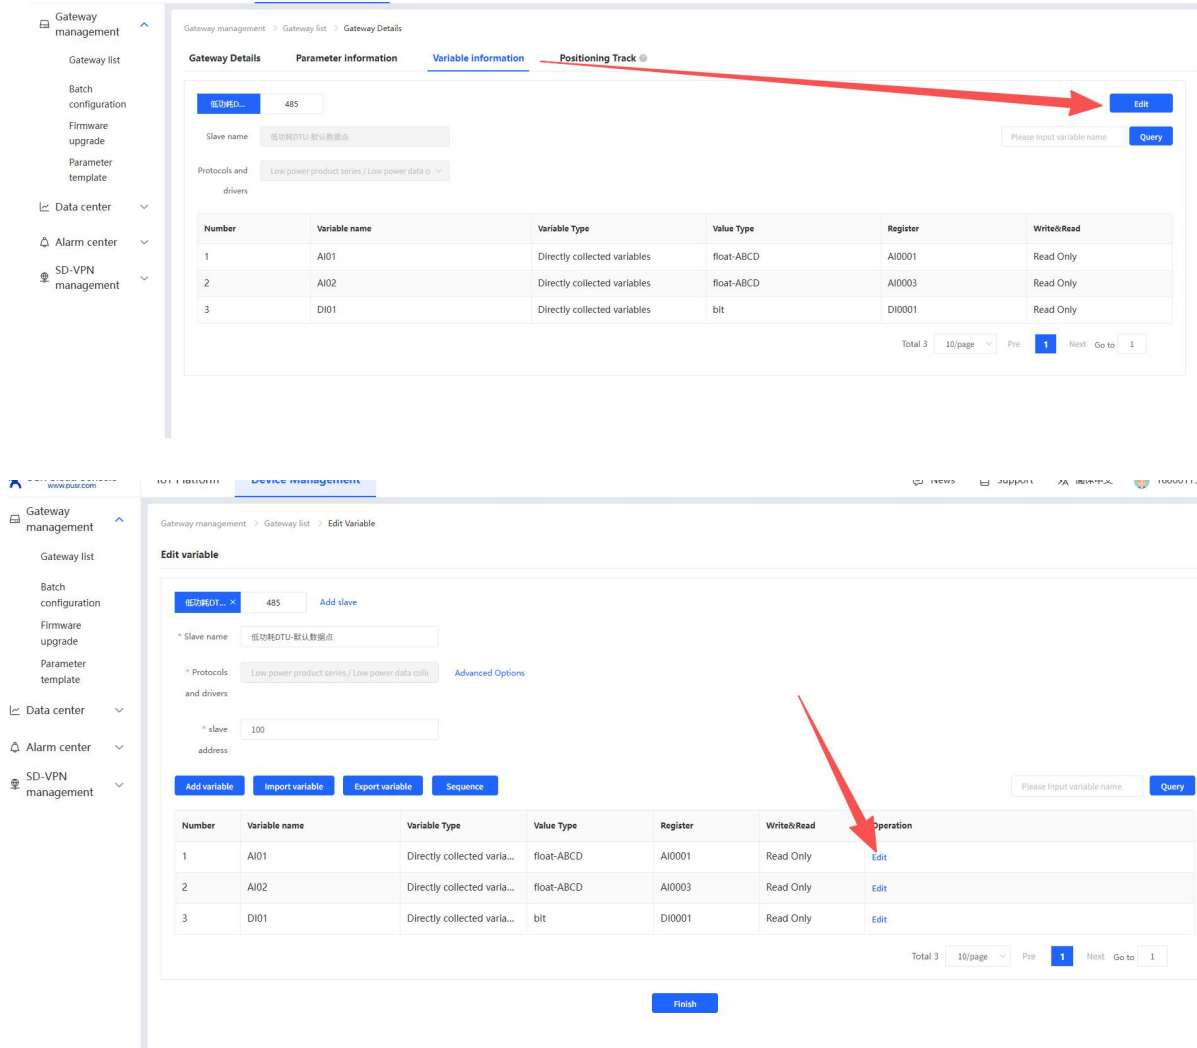 Gateway management
Gateway list
Batch configuration
Firmware upgrade
Parameter template
Data center
Alarm center
SD-VPN management
Gateway management > Gateway list > Gateway Details
Gateway Details Parameter information Variable information Positioning Track
低功耗D... 485
Edit
Slave name 低功耗DTU-默认数据点
Please Input variable name Query
Protocols and drivers Low power product series / Low power data o
Number Variable name Variable Type Value Type Register Write&Read
1 AI01 Directly collected variables float-ABCD AI0001 Read Only
2 AI02 Directly collected variables float-ABCD AI0003 Read Only
3 DI01 Directly collected variables bit DI0001 Read Only
Total 3 10/page Pre 1 Next Go to 1
www.pusr.com
IoT Platform Device Management News Support 简体中文
Gateway management
Gateway list
Batch configuration
Firmware upgrade
Parameter template
Data center
Alarm center
SD-VPN management
Gateway management > Gateway list > Edit Variable
Edit variable
低功耗DT... × 485 Add slave
* Slave name 低功耗DTU-默认数据点
* Protocols and drivers Low power product series / Low power data colle Advanced Options
* slave address 100
Add variable Import variable Export variable Sequence
Please Input variable name Query
Number Variable name Variable Type Value Type Register Write&Read Operation
1 AI01 Directly collected varia... float-ABCD AI0001 Read Only Edit
2 AI02 Directly collected varia... float-ABCD AI0003 Read Only Edit
3 DI01 Directly collected varia... bit DI0001 Read Only Edit
Total 3 10/page Pre 1 Next Go to 1
Finish